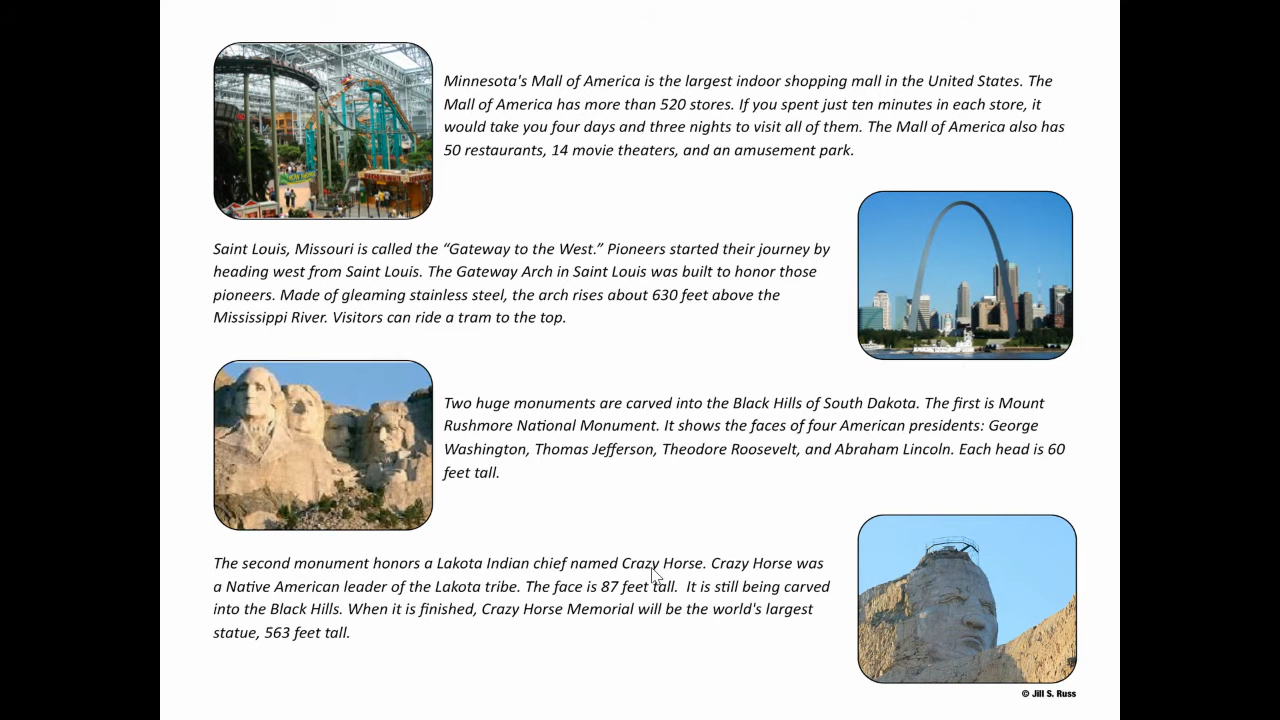 Minnesota's Mall of America is the largest indoor shopping mall in the United States. The
Mall of America has more than 520 stores. If you spent just ten minutes in each store, it
would take you four days and three nights to visit all of them. The Mall of America also has
50 restaurants, 14 movie theaters, and an amusement park.
Saint Louis, Missouri is called the “Gateway to the West.” Pioneers started their journey by
heading west from Saint Louis. The Gateway Arch in Saint Louis was built to honor those
pioneers. Made of gleaming stainless steel, the arch rises about 630 feet above the
Mississippi River. Visitors can ride a tram to the top.
Two huge monuments are carved into the Black Hills of South Dakota. The first is Mount
Rushmore National Monument. It shows the faces of four American presidents: George
Washington, Thomas Jefferson, Theodore Roosevelt, and Abraham Lincoln. Each head is 60
feet tall.
The second monument honors a Lakota Indian chief named Crazy Horse. Crazy Horse was
a Native American leader of the Lakota tribe. The face is 87 feet tall.  It is still being carved
into the Black Hills. When it is finished, Crazy Horse Memorial will be the world's largest
statue, 563 feet tall.
© Jill S. Russ